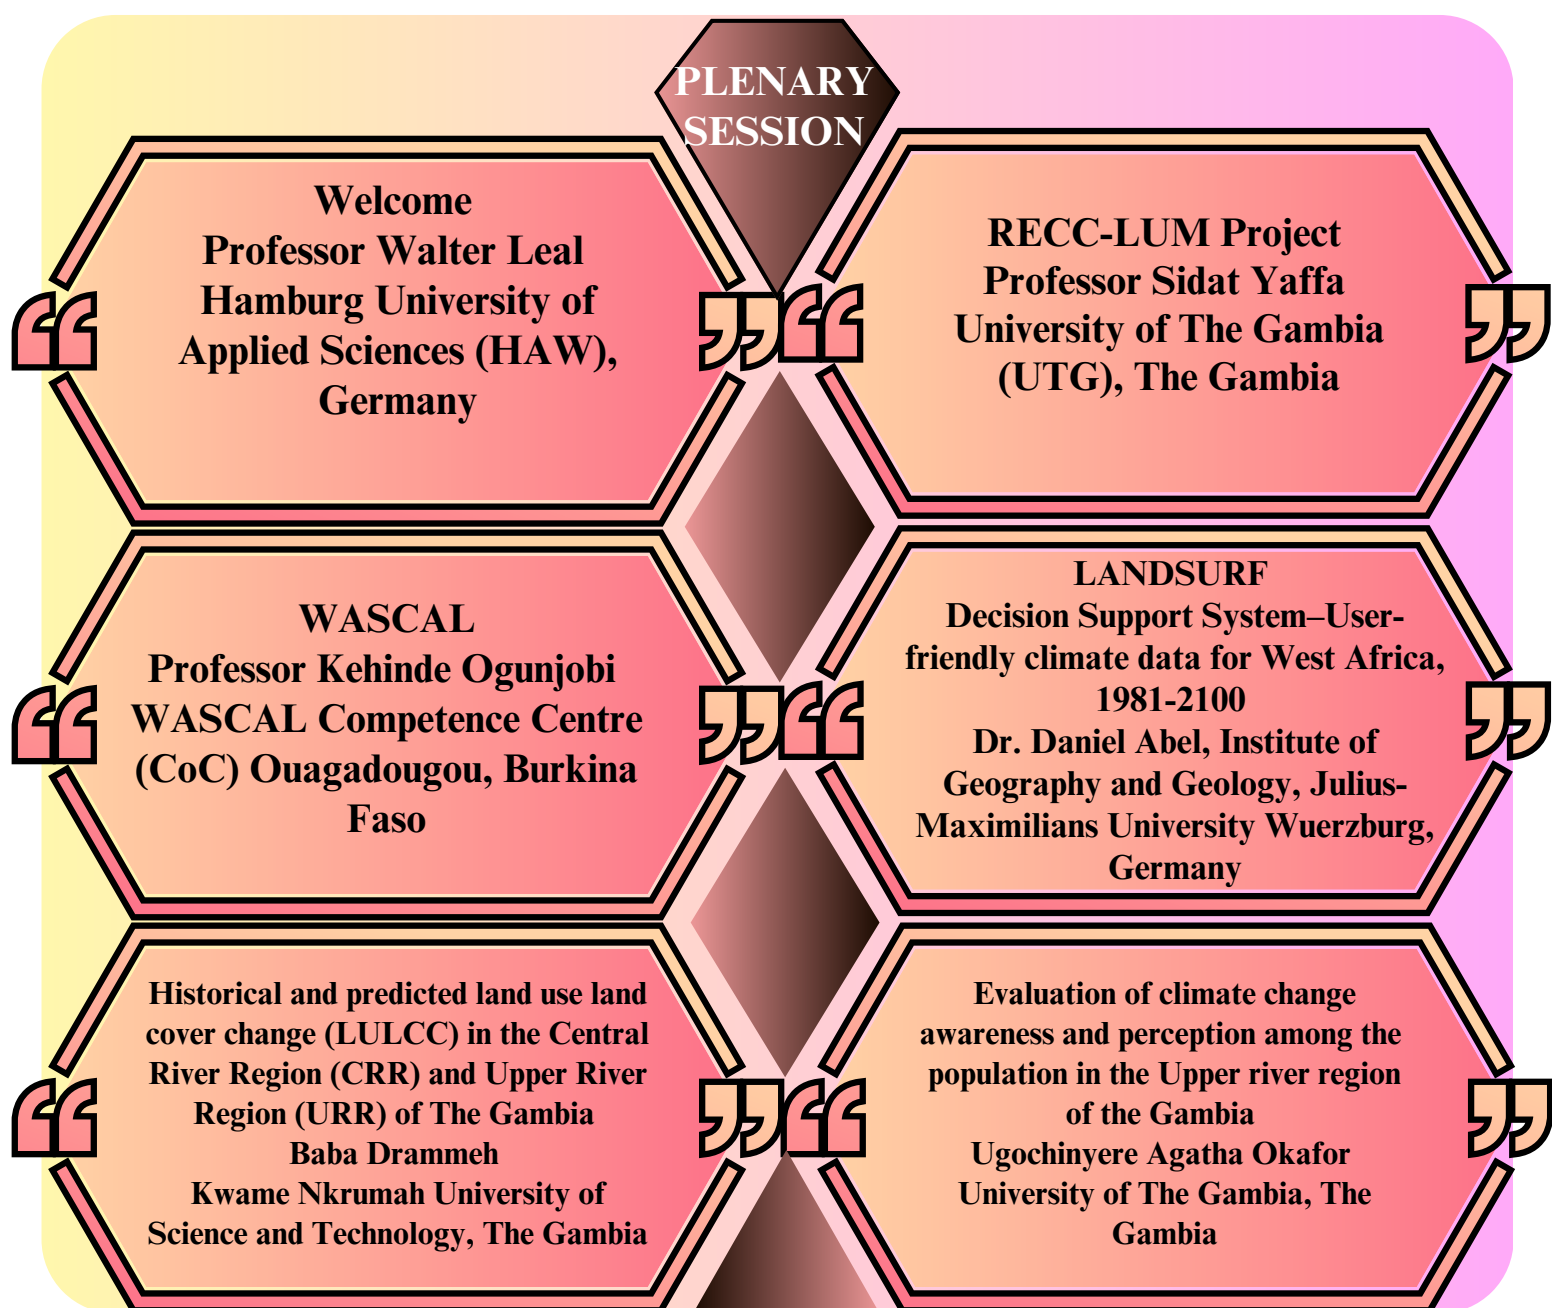 PLENARY
SESSION
Welcome
Professor Walter Leal
Hamburg University of
Applied Sciences (HAW),
Germany
RECC-LUM Project
Professor Sidat Yaffa
University of The Gambia
(UTG), The Gambia
WASCAL
Professor Kehinde Ogunjobi
WASCAL Competence Centre
(CoC) Ouagadougou, Burkina
Faso
LANDSURF
Decision Support System–User-
friendly climate data for West Africa,
1981-2100
Dr. Daniel Abel, Institute of
Geography and Geology, Julius-
Maximilians University Wuerzburg,
Germany
Historical and predicted land use land
cover change (LULCC) in the Central
River Region (CRR) and Upper River
Region (URR) of The Gambia
Baba Drammeh
Kwame Nkrumah University of
Science and Technology, The Gambia
Evaluation of climate change
awareness and perception among the
population in the Upper river region
of the Gambia
Ugochinyere Agatha Okafor
University of The Gambia, The
Gambia